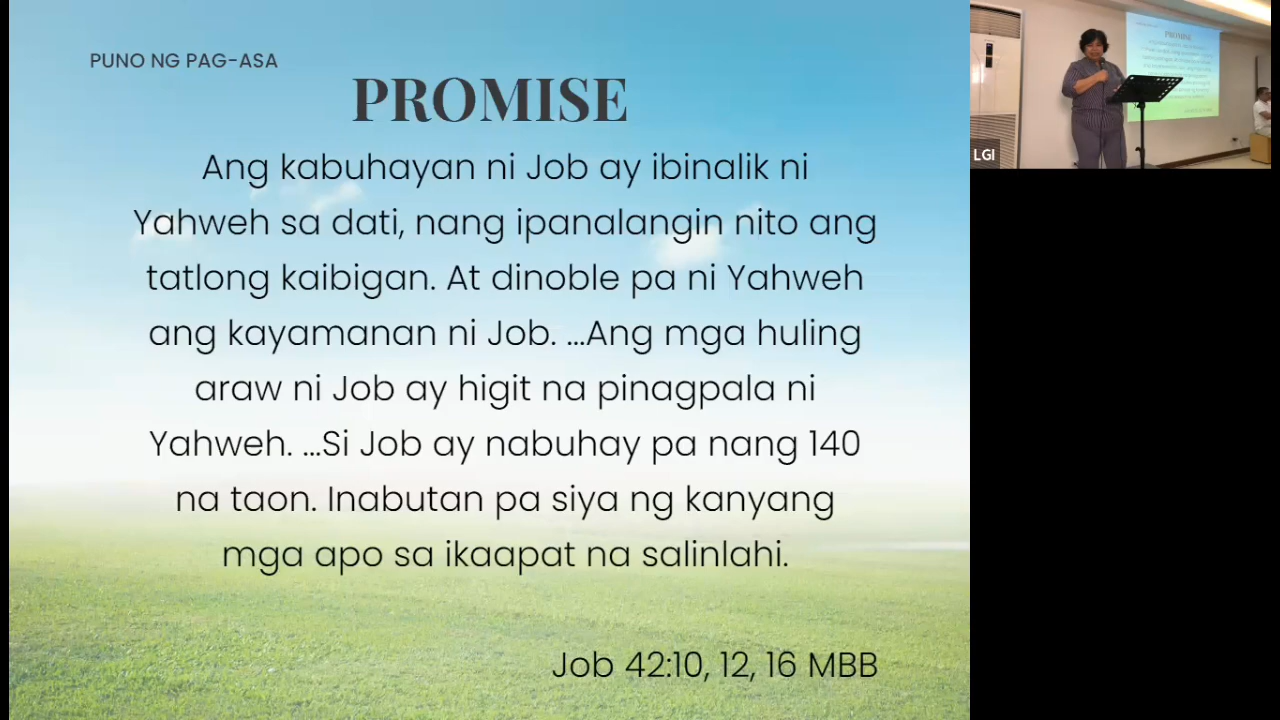 PUNO NG PAG-ASA
PROMISE
Ang kabuhayan ni Job ay ibinalik ni
Yahweh sa dati, nang ipanalangin nito ang
tatlong kaibigan. At dinoble pa ni Yahweh
ang kayamanan ni Job. ...Ang mga huling
araw ni Job ay higit na pinagpala ni
Yahweh. ...Si Job ay nabuhay pa nang 140
na taon. Inabutan pa siya ng kanyang
mga apo sa ikaapat na salinlahi.
Job 42:10, 12, 16 MBB
PROMISE
LGI